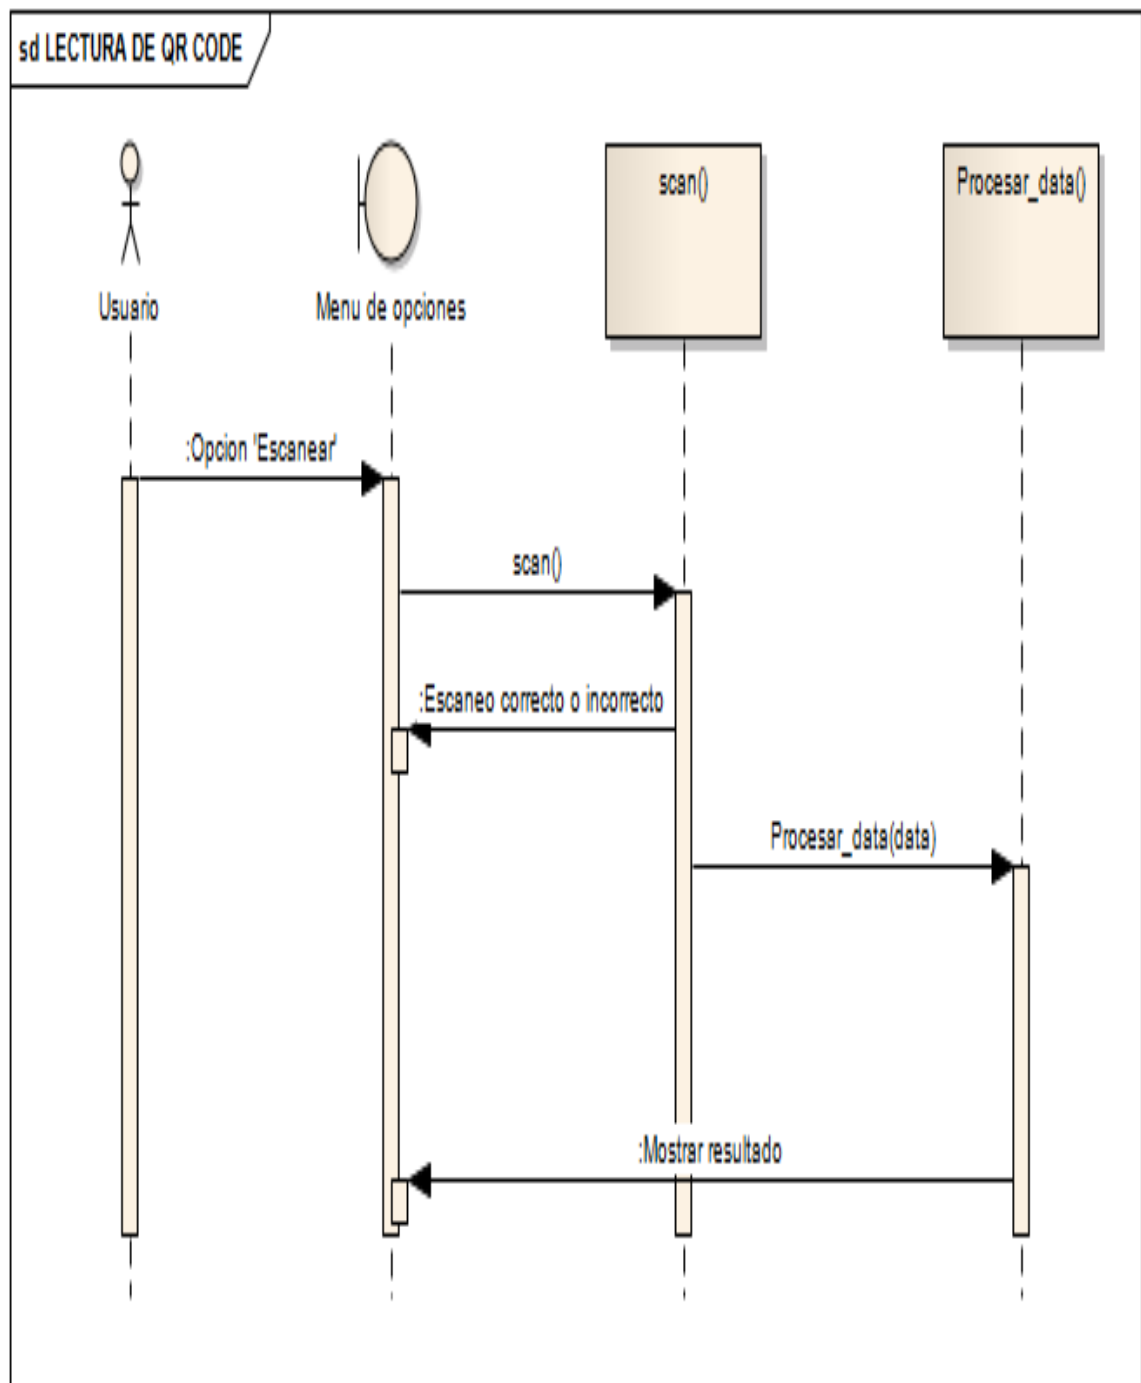 sd LECTURA DE QR CODE
Usuario
Menu de opciones
scan()
Procesar_data()
:Opcion 'Escanear'
scan()
:Escaneo correcto o incorrecto
Procesar_data(data)
:Mostrar resultado